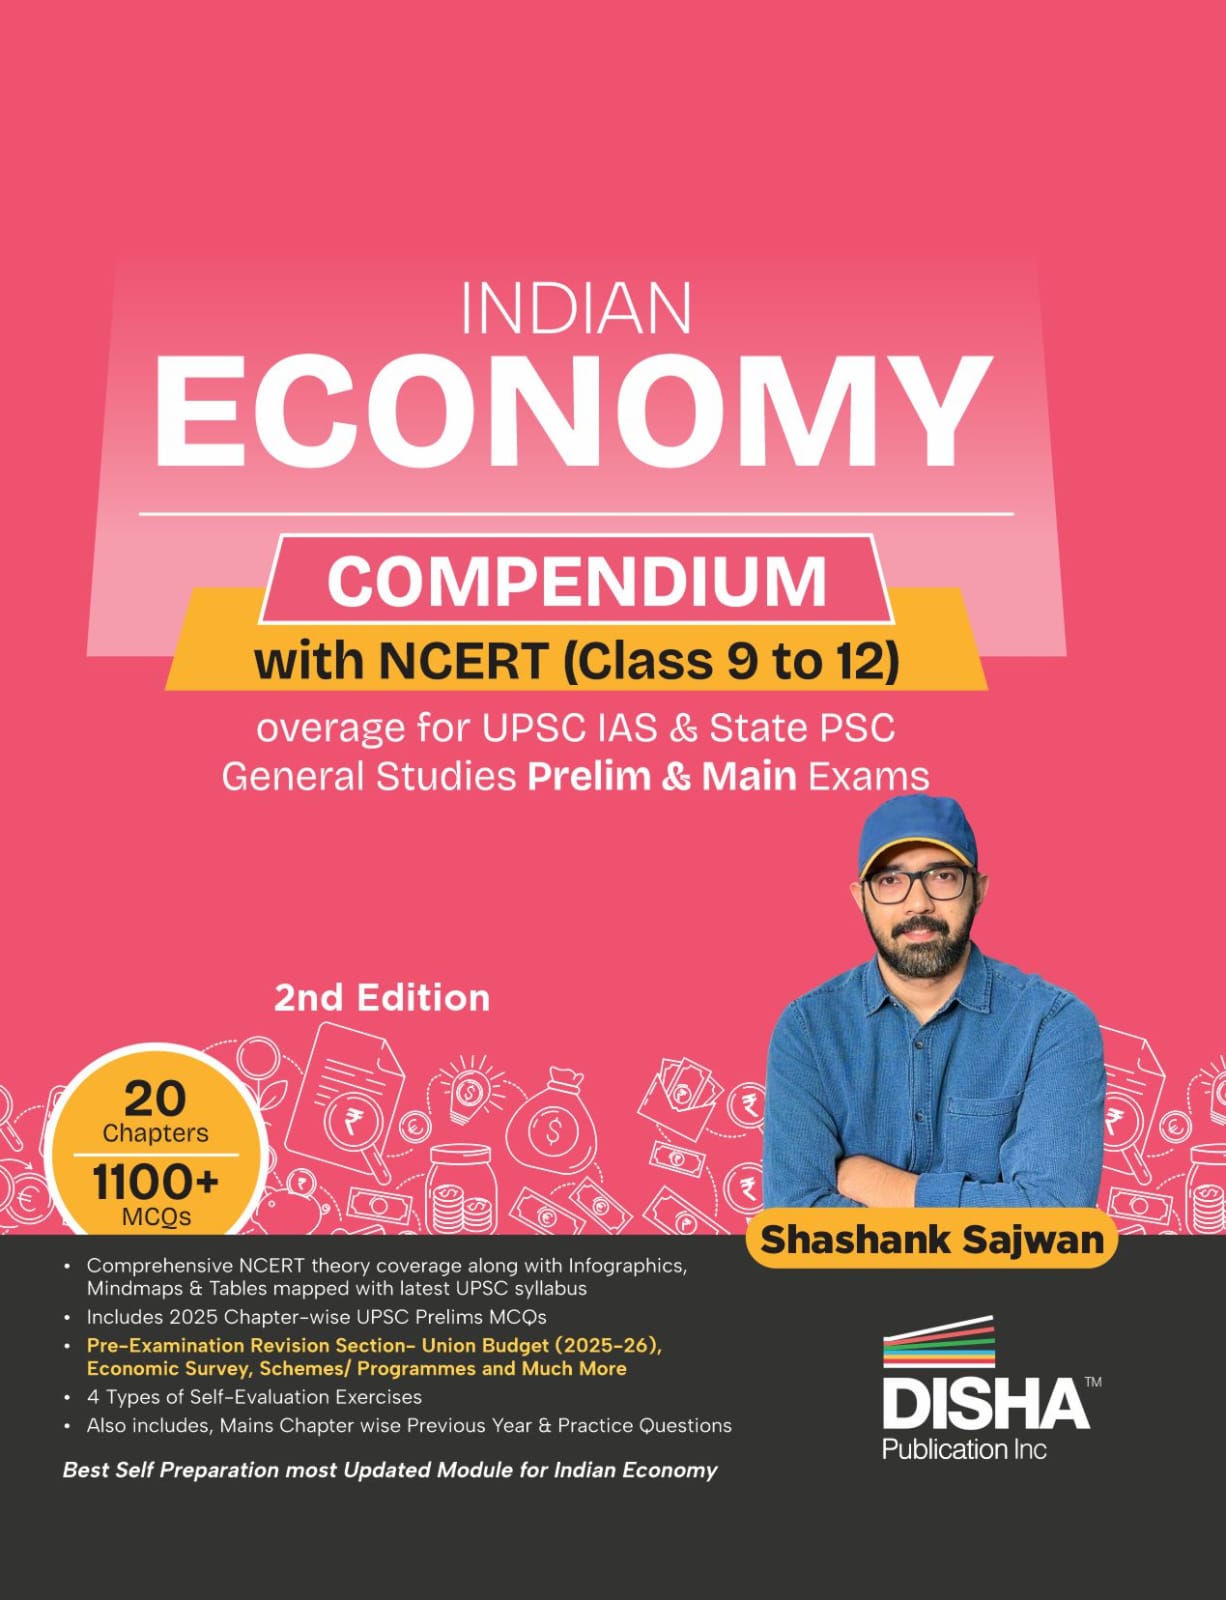 INDIAN
ECONOMY
COMPENDIUM
with NCERT (Class 9 to 12)
overage for UPSC IAS & State PSC
General Studies Prelim & Main Exams
2nd Edition
20
Chapters
1100+
MCQs
Shashank Sajwan
• Comprehensive NCERT theory coverage along with Infographics,
Mindmaps & Tables mapped with latest UPSC syllabus
• Includes 2025 Chapter-wise UPSC Prelims MCQs
• Pre-Examination Revision Section- Union Budget (2025-26),
Economic Survey, Schemes/ Programmes and Much More
• 4 Types of Self-Evaluation Exercises
• Also includes, Mains Chapter wise Previous Year & Practice Questions
Best Self Preparation most Updated Module for Indian Economy
DISHA™
Publication Inc